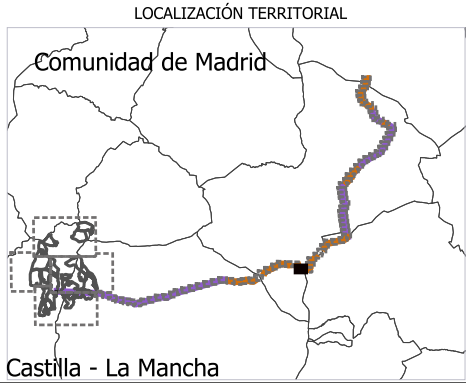 LOCALIZACIÓN TERRITORIAL
Comunidad de Madrid
Castilla - La Mancha